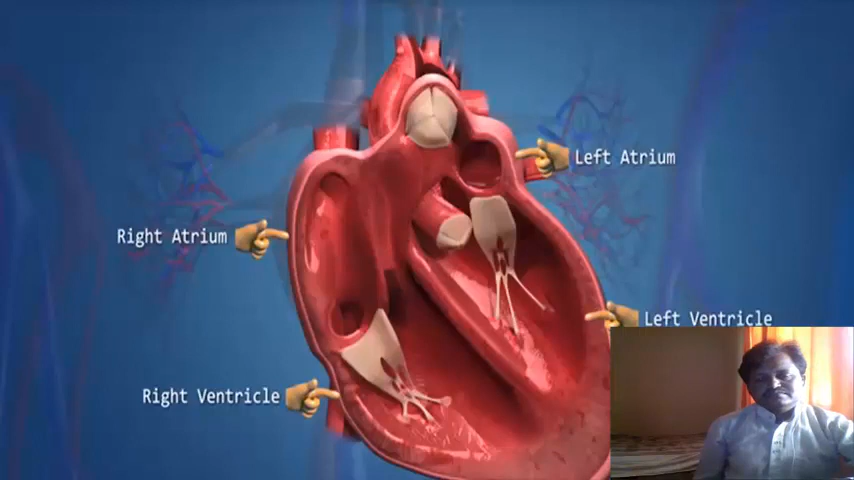 Left Atrium
Right Atrium
Left Ventricle
Right Ventricle